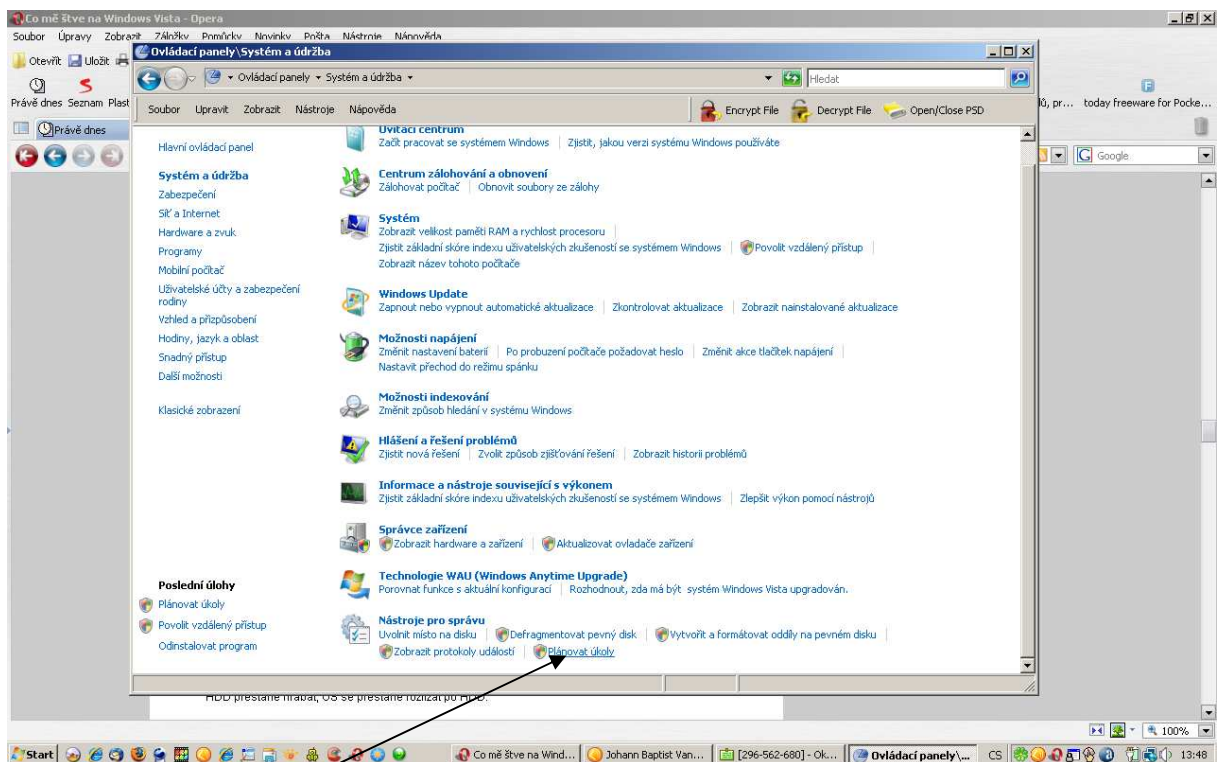 Co mě štve na Windows Vista - Opera
Soubor Úpravy Zobrazit Záložky Pomůcky Novinky Pošta Nástroje Nápověda
Otevřít Uložit
Právě dnes Seznam Plast
today freeware for Pocke...
Právě dnes
Google
Ovládací panely\Systém a údržba
Ovládací panely Systém a údržba
Hledat
Soubor Upravit Zobrazit Nástroje Nápověda
Encrypt File Decrypt File Open/Close PSD
Hlavní ovládací panel
Systém a údržba
Zabezpečení
Síť a Internet
Hardware a zvuk
Programy
Mobilní počítač
Uživatelské účty a zabezpečení
rodiny
Vzhled a přizpůsobení
Hodiny, jazyk a oblast
Snadný přístup
Další možnosti
Klasické zobrazení
Poslední úlohy
Plánovat úkoly
Povolit vzdálený přístup
Odinstalovat program
Uvítací centrum
Začít pracovat se systémem Windows Zjistit, jakou verzi systému Windows používáte
Centrum zálohování a obnovení
Zálohovat počítač Obnovit soubory ze zálohy
Systém
Zobrazit velikost paměti RAM a rychlost procesoru
Zjistit základní skóre indexu uživatelských zkušeností se systémem Windows Povolit vzdálený přístup
Zobrazit název tohoto počítače
Windows Update
Zapnout nebo vypnout automatické aktualizace Zkontrolovat aktualizace Zobrazit nainstalované aktualizace
Možnosti napájení
Změnit nastavení baterií Po probuzení počítače požadovat heslo Změnit akce tlačítek napájení
Nastavit přechod do režimu spánku
Možnosti indexování
Změnit způsob hledání v systému Windows
Hlášení a řešení problémů
Zjistit nová řešení Zvolit způsob zjišťování řešení Zobrazit historii problémů
Informace a nástroje související s výkonem
Zjistit základní skóre indexu uživatelských zkušeností se systémem Windows Zlepšit výkon pomocí nástrojů
Správce zařízení
Zobrazit hardware a zařízení Aktualizovat ovladače zařízení
Technologie WAU (Windows Anytime Upgrade)
Porovnat funkce s aktuální konfigurací Rozhodnout, zda má být systém Windows Vista upgradován.
Nástroje pro správu
Uvolnit místo na disku Defragmentovat pevný disk Vytvořit a formátovat oddíly na pevném disku
Zobrazit protokoly událostí Plánovat úkoly
HDD přestane hrabat, OS se přestane rozlízat po HDD.
100%
Start Co mě štve na Wind... Johann Baptist Van... [296-562-680] - Ok... Ovládací panely\... CS 13:48